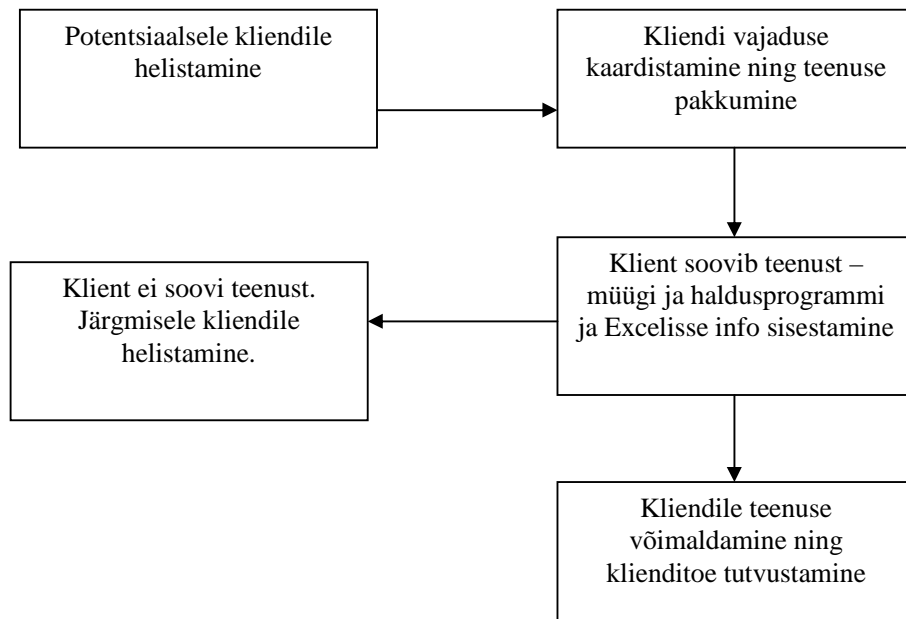 Potentsiaalsele kliendile
helistamine
Kliendi vajaduse
kaardistamine ning teenuse
pakkumine
Klient soovib teenust –
müügi ja haldusprogrammi
ja Excelisse info sisestamine
Klient ei soovi teenust.
Järgmisele kliendile
helistamine.
Kliendile teenuse
võimaldamine ning
klienditoe tutvustamine